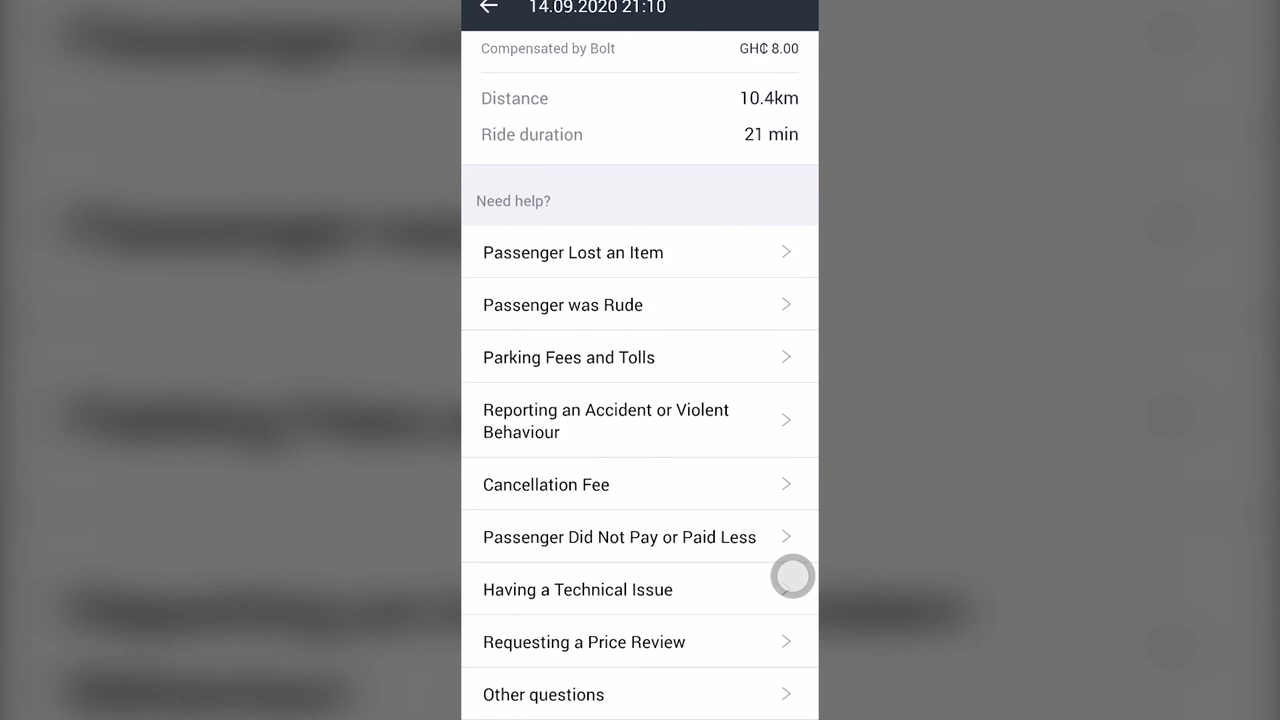 14.09.2020 21:10
Compensated by Bolt GH₵ 8.00
Distance 10.4km
Ride duration 21 min
Need help?
Passenger Lost an Item
Passenger was Rude
Parking Fees and Tolls
Reporting an Accident or Violent
Behaviour
Cancellation Fee
Passenger Did Not Pay or Paid Less
Having a Technical Issue
Requesting a Price Review
Other questions